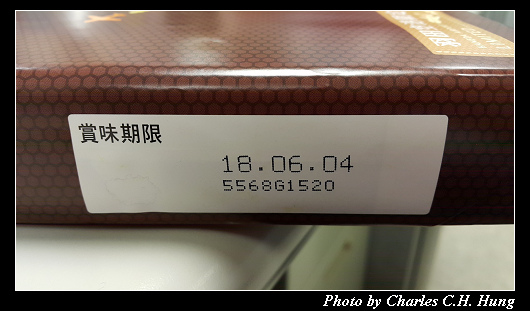 賞味期限
18.06.04
5568G1520
Photo by Charles C.H. Hung